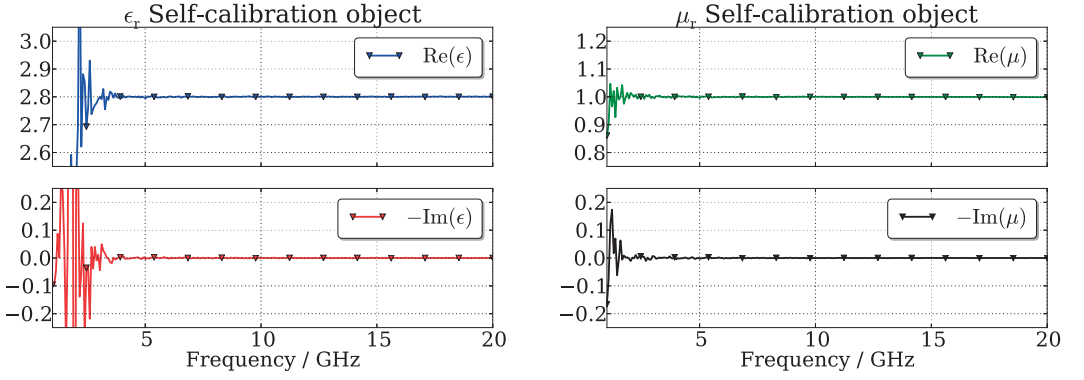 ϵ_r Self-calibration object
3.0
2.9
2.8
2.7
2.6
Re(ϵ)
0.2
0.1
0.0
−0.1
−0.2
−Im(ϵ)
5 10 15 20
Frequency / GHz
μ_r Self-calibration object
1.2
1.1
1.0
0.9
0.8
Re(μ)
0.2
0.1
0.0
−0.1
−0.2
−Im(μ)
5 10 15 20
Frequency / GHz